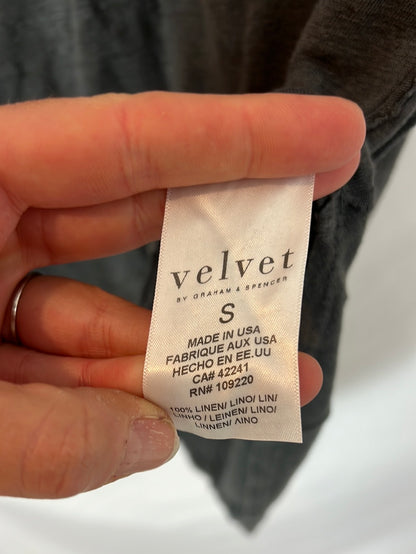 velvet
BY GRAHAM & SPENCER
S
MADE IN USA
FABRIQUE AUX USA
HECHO EN EE.UU
CA# 42241
RN# 109220
100% LINEN/ LINO/ LIN/
LINHO / LEINEN/ LINO/
LINNEN/ ΛINO